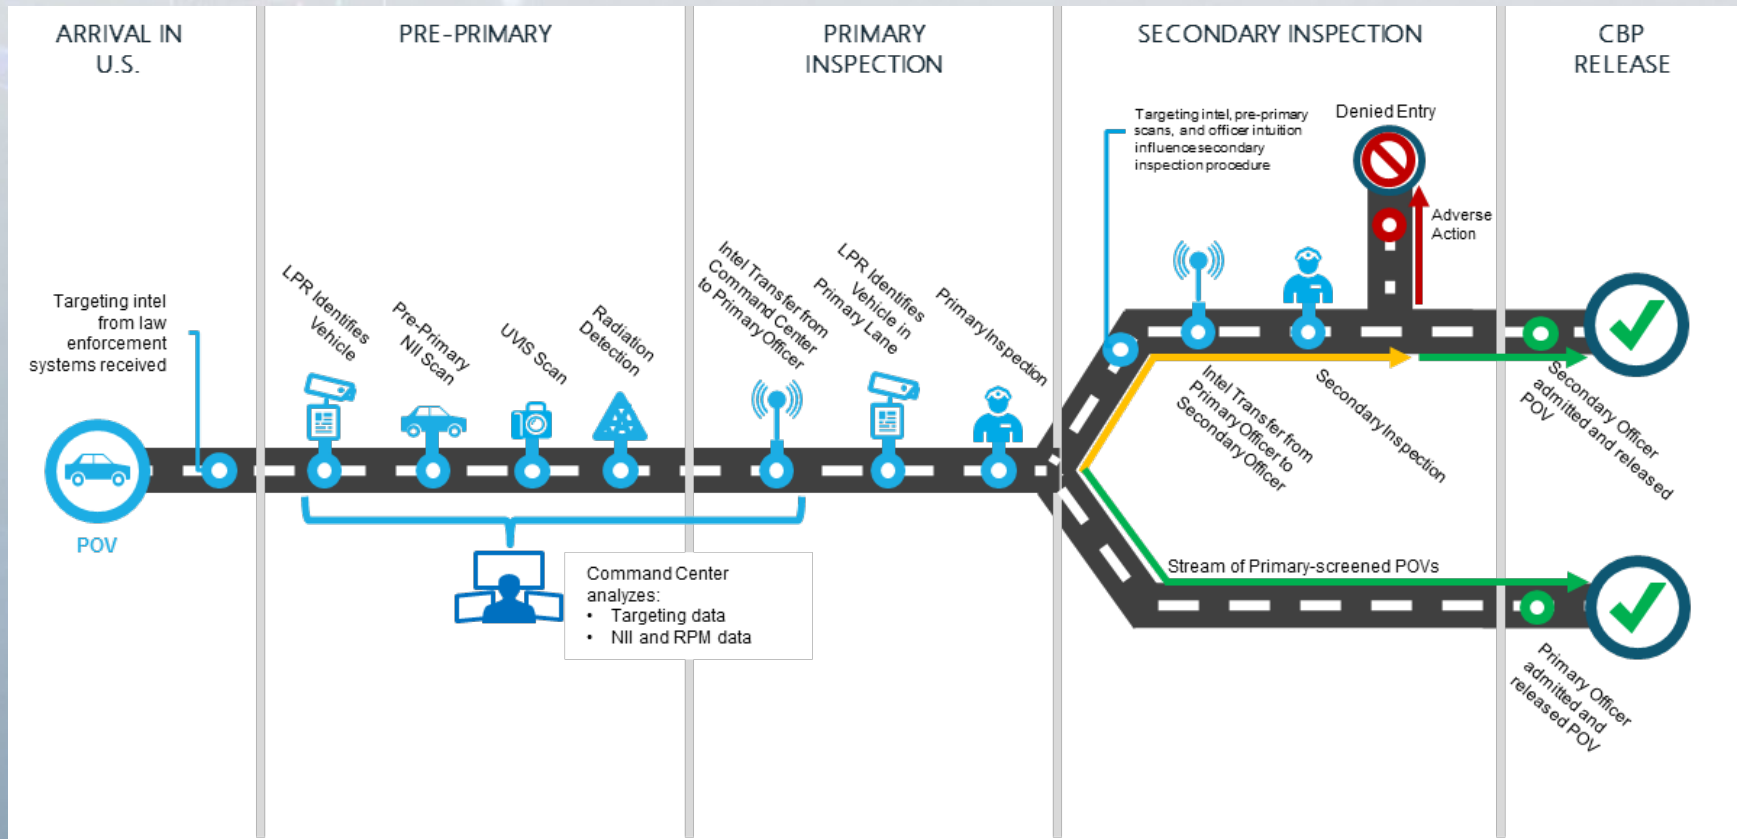 ARRIVAL IN
U.S.
PRE-PRIMARY
PRIMARY
INSPECTION
SECONDARY INSPECTION
CBP
RELEASE
Targeting intel
from law
enforcement
systems received
POV
LPR Identifies
Vehicle
Pre-Primary
NII Scan
UVIS Scan
Radiation
Detection
Command Center
analyzes:
• Targeting data
• NII and RPM data
Intel Transfer from
Command Center
to Primary Officer
LPR Identifies
Vehicle in
Primary Lane
Primary Inspection
Targeting intel, pre-primary
scans, and officer intuition
influence secondary
inspection procedure
Denied Entry
Adverse
Action
Intel Transfer from
Primary Officer to
Secondary Officer
Secondary Inspection
Secondary Officer
admitted and released
POV
Stream of Primary-screened POVs
Primary Officer
admitted and
released POV